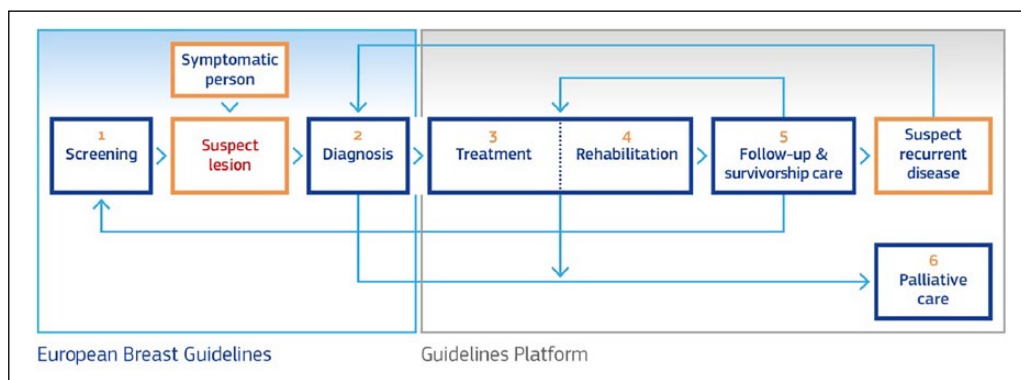 Symptomatic
person
1
Screening
Suspect
lesion
2
Diagnosis
3
Treatment
4
Rehabilitation
5
Follow-up &
survivorship care
Suspect
recurrent
disease
6
Palliative
care
European Breast Guidelines
Guidelines Platform